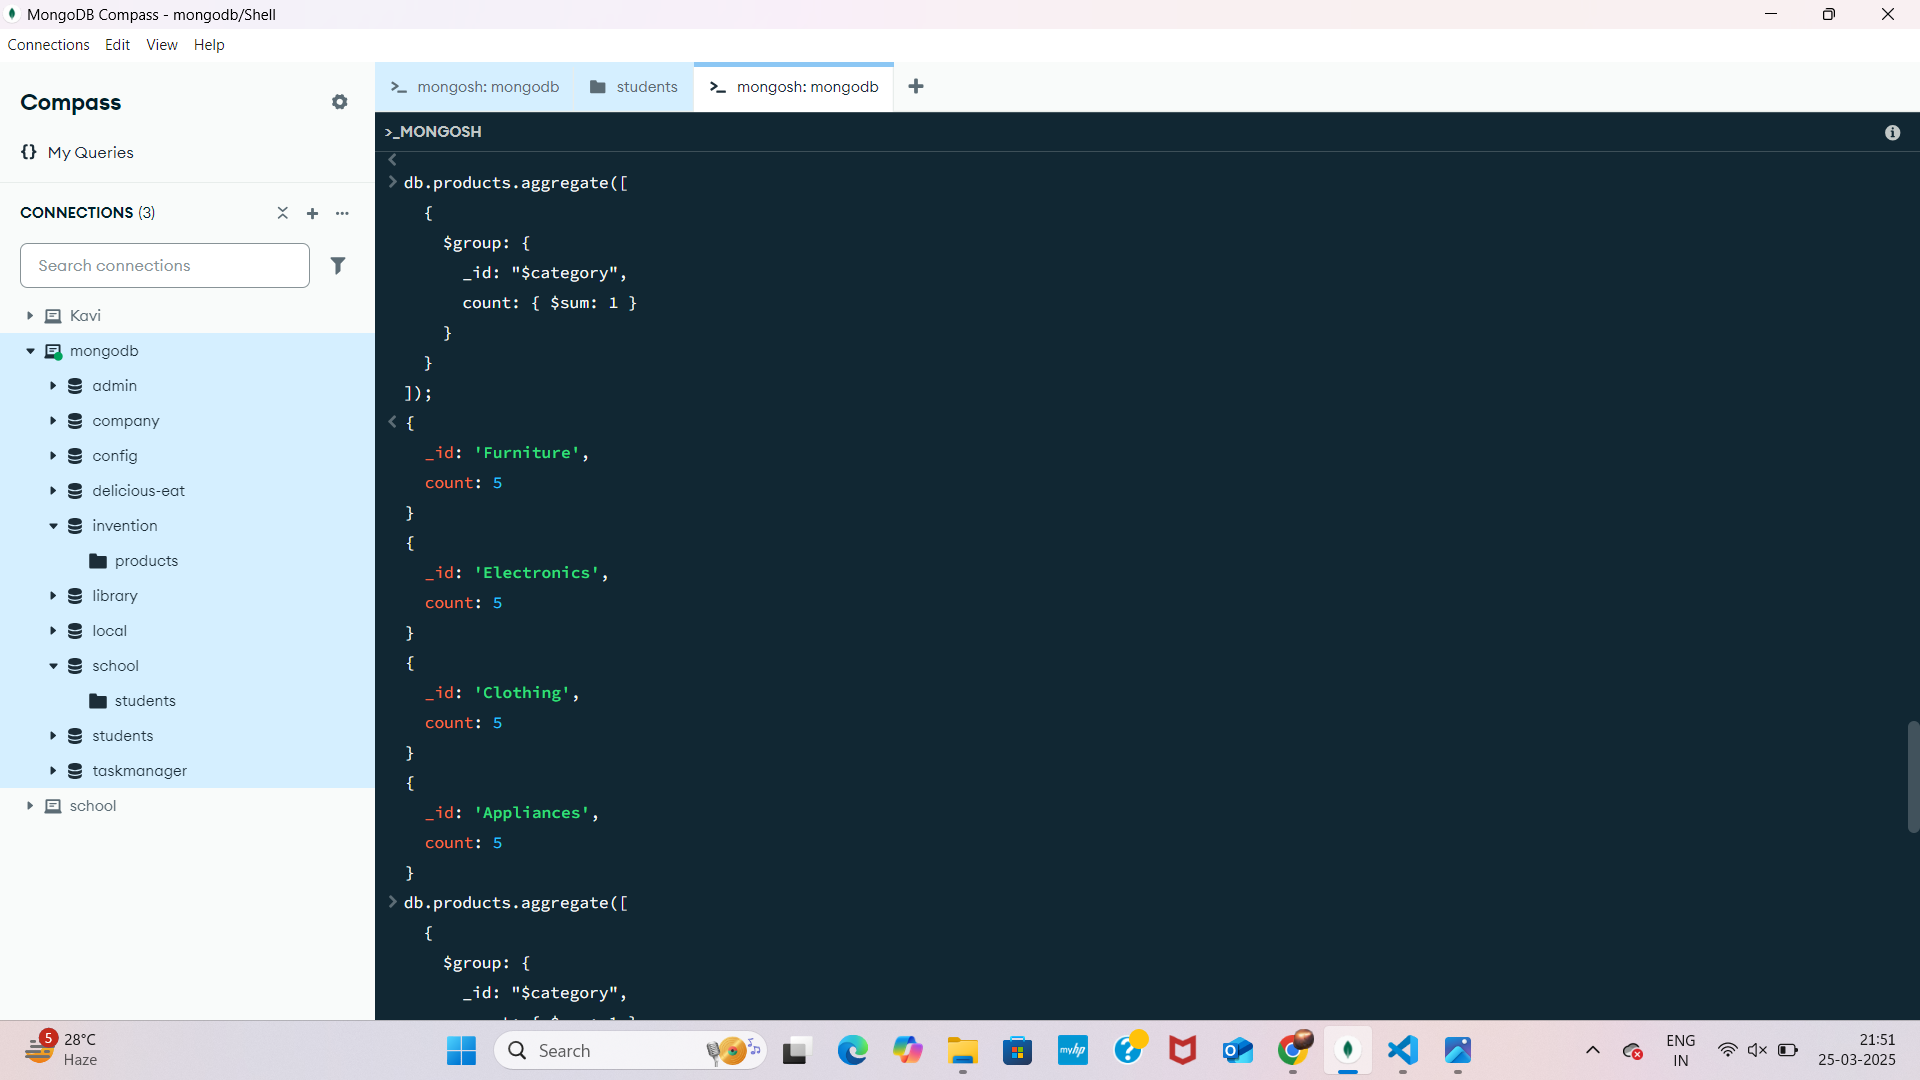 MongoDB Compass - mongodb/Shell
Connections Edit View Help
Compass
{} My Queries
CONNECTIONS (3)
Search connections
Kavi
mongodb
admin
company
config
delicious-eat
invention
products
library
local
school
students
students
taskmanager
school
>_ mongosh: mongodb
students
>_ mongosh: mongodb
>_MONGOSH
<
> db.products.aggregate([
{
$group: {
_id: "$category",
count: { $sum: 1 }
}
}
]);
< {
_id: 'Furniture',
count: 5
}
{
_id: 'Electronics',
count: 5
}
{
_id: 'Clothing',
count: 5
}
{
_id: 'Appliances',
count: 5
}
> db.products.aggregate([
{
$group: {
_id: "$category",
5
28°C
Haze
Search
myhp
ENG
IN
21:51
25-03-2025